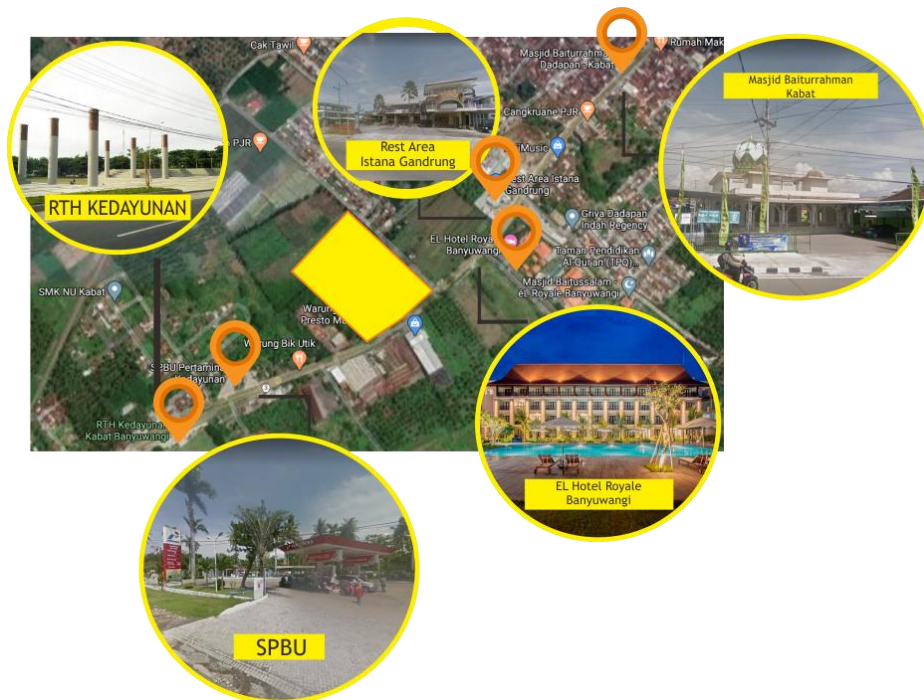 Cak Tawil
Masjid Baiturrahman
Dadapan - Kabat
Rumah Mak
Masjid Baiturrahman
Kabat
Cangkruane PJR
PJR
Rest Area
Istana Gandrung
RTH KEDAYUNAN
Rest Area Istana
Gandrung
Griya Dadapan
Indah Regency
EL Hotel Royale
Banyuwangi
Taman Pendidikan
Al-Qur'an (TPQ)...
Masjid Baitussalam -
eL Royale Banyuwangi
SMK NU Kabat
Warung
Presto M
Warung Bik Utik
SPBU Pertamina
Kedayunan
3
RTH Kedayunan
Kabat Banyuwangi
EL Hotel Royale
Banyuwangi
SPBU